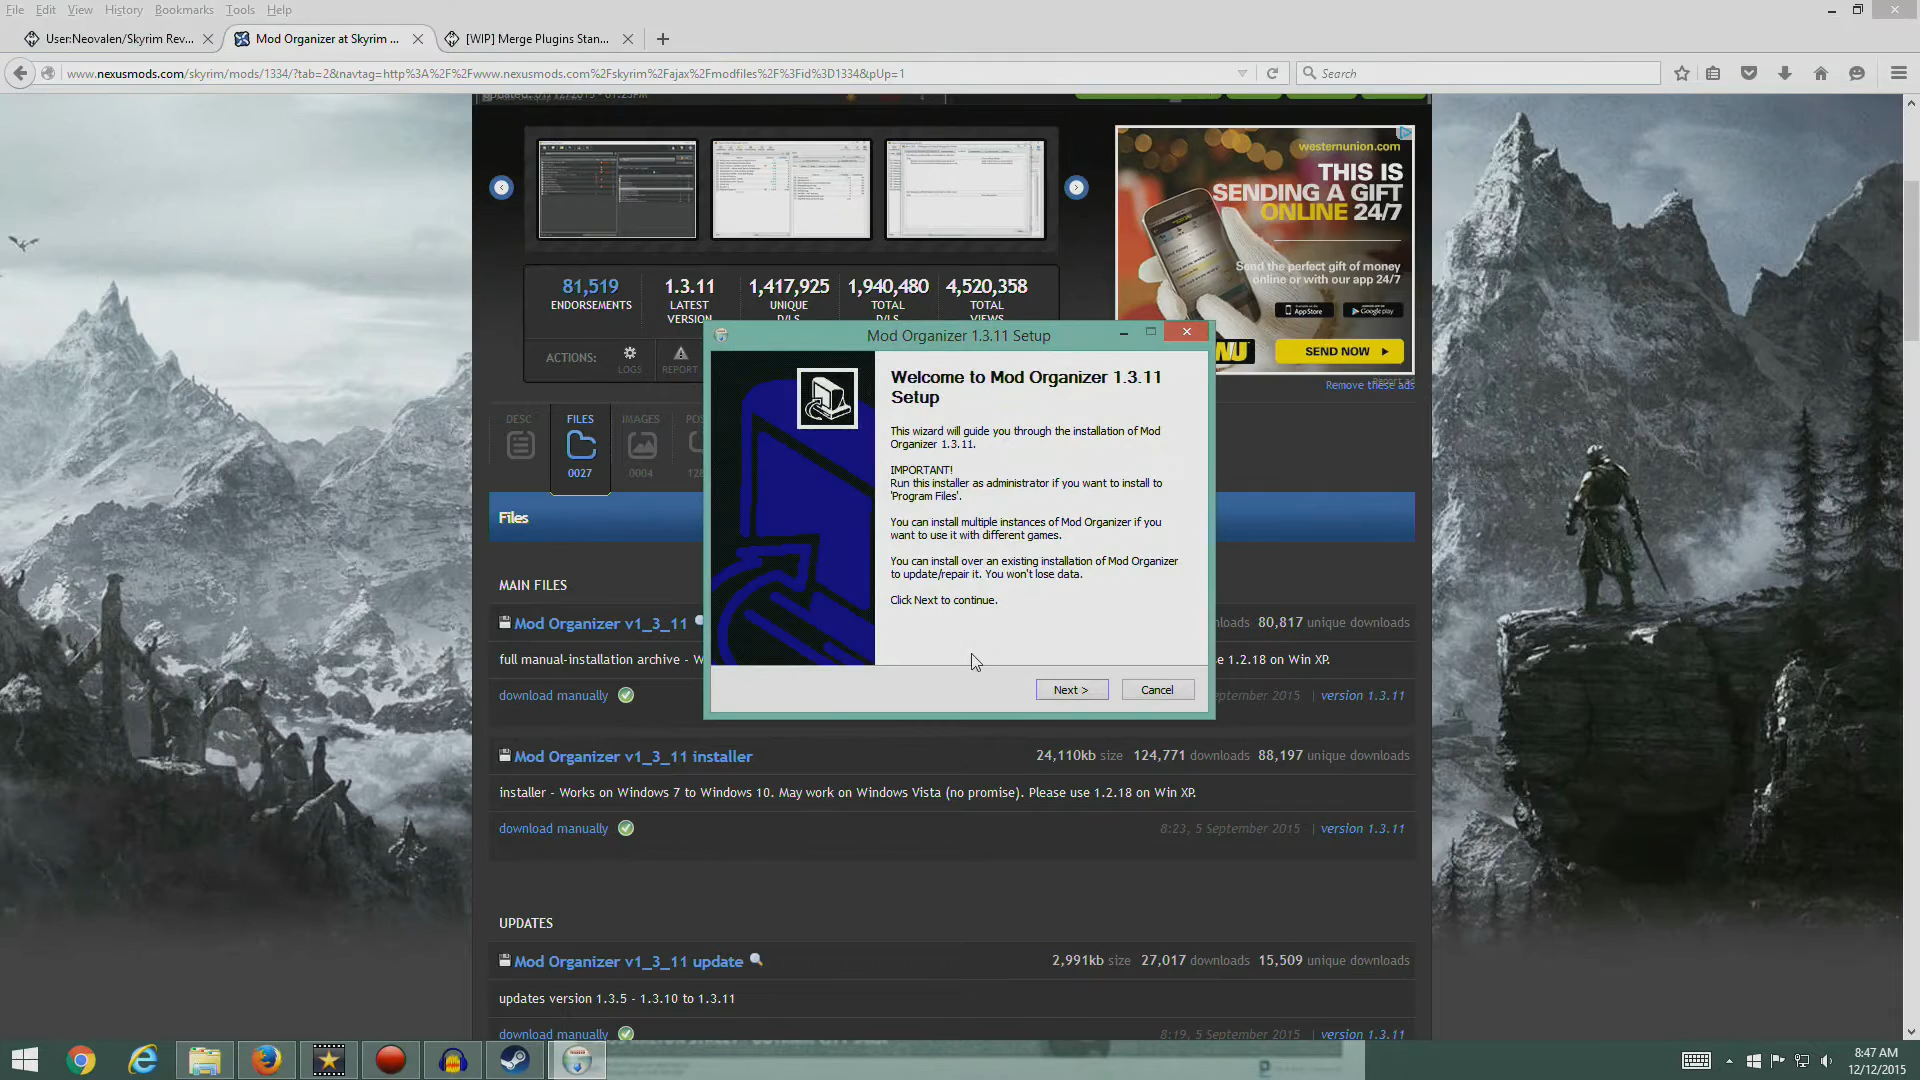 File Edit View History Bookmarks Tools Help
User:Neovalen/Skyrim Rev...
Mod Organizer at Skyrim ...
[WIP] Merge Plugins Stan...
www.nexusmods.com/skyrim/mods/1334/?tab=2&navtag=http%3A%2F%2Fwww.nexusmods.com%2Fskyrim%2Fajax%2Fmodfiles%2F%3Fid%3D1334&pUp=1
Search
westernunion.com
THIS IS
SENDING A GIFT
ONLINE 24/7
Send the perfect gift of money
online or with our app 24/7
App Store
Google play
WU
SEND NOW
Remove these ads
81,519
ENDORSEMENTS
1.3.11
LATEST
VERSION
1,417,925
UNIQUE
D/LS
1,940,480
TOTAL
D/LS
4,520,358
TOTAL
VIEWS
ACTIONS:
LOGS
REPORT
DESC
FILES
0027
IMAGES
0004
Mod Organizer 1.3.11 Setup
Welcome to Mod Organizer 1.3.11
Setup
This wizard will guide you through the installation of Mod
Organizer 1.3.11.
IMPORTANT!
Run this installer as administrator if you want to install to
'Program Files'.
You can install multiple instances of Mod Organizer if you
want to use it with different games.
You can install over an existing installation of Mod Organizer
to update/repair it. You won't lose data.
Click Next to continue.
Next >
Cancel
Files
MAIN FILES
Mod Organizer v1_3_11
80,817 unique downloads
full manual-installation archive - W
e 1.2.18 on Win XP.
download manually
September 2015 | version 1.3.11
Mod Organizer v1_3_11 installer
24,110kb size 124,771 downloads 88,197 unique downloads
installer - Works on Windows 7 to Windows 10. May work on Windows Vista (no promise). Please use 1.2.18 on Win XP.
download manually
8:23, 5 September 2015 | version 1.3.11
UPDATES
Mod Organizer v1_3_11 update
2,991kb size 27,017 downloads 15,509 unique downloads
updates version 1.3.5 - 1.3.10 to 1.3.11
download manually
8:19, 5 September 2015 | version 1.3.11
8:47 AM
12/12/2015